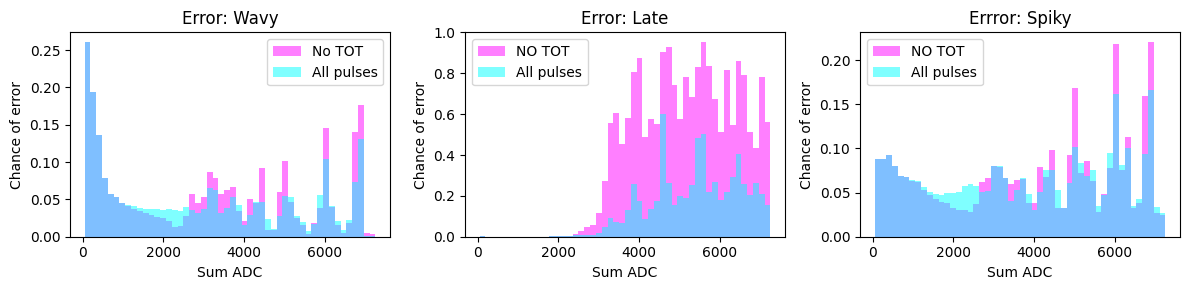 Error: Wavy
Chance of error
0.25
0.20
0.15
0.10
0.05
0.00
No TOT
All pulses
0 2000 4000 6000
Sum ADC
Error: Late
Chance of error
1.0
0.8
0.6
0.4
0.2
0.0
NO TOT
All pulses
0 2000 4000 6000
Sum ADC
Errror: Spiky
Chance of error
0.20
0.15
0.10
0.05
0.00
NO TOT
All pulses
0 2000 4000 6000
Sum ADC